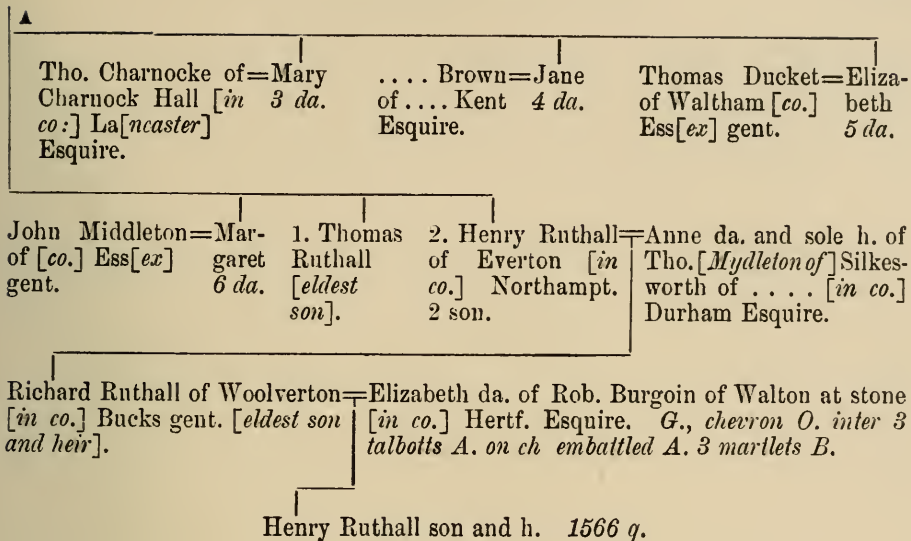 A
Tho. Charnocke of=Mary
Charnock Hall [in 3 da.
co:] La[ncaster]
Esquire.
.... Brown=Jane
of .... Kent 4 da.
Esquire.
Thomas Ducket=Eliza-
of Waltham [co.] beth
Ess[ex] gent. 5 da.
John Middleton=Mar-
of [co.] Ess[ex] garet
gent. 6 da.
1. Thomas
Ruthall
[eldest
son].
2. Henry Ruthall=Anne da. and sole h. of
of Everton [in Tho. [Mydleton of] Silkes-
co.] Northampt. worth of .... [in co.]
2 son. Durham Esquire.
Richard Ruthall of Woolverton=Elizabeth da. of Rob. Burgoin of Walton at stone
[in co.] Bucks gent. [eldest son [in co.] Hertf. Esquire. G., chevron O. inter 3
and heir]. talbotts A. on ch embattled A. 3 martlets B.
Henry Ruthall son and h. 1566 q.